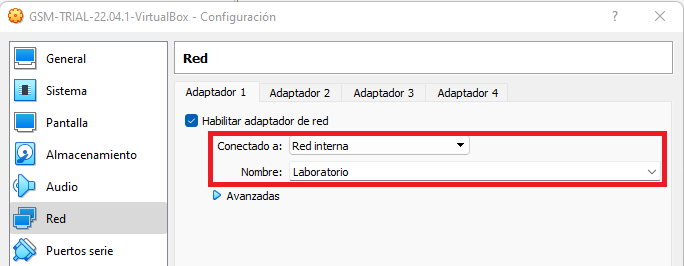 GSM-TRIAL-22.04.1-VirtualBox - Configuración
? ×
General
Sistema
Pantalla
Almacenamiento
Audio
Red
Puertos serie
Red
Adaptador 1 Adaptador 2 Adaptador 3 Adaptador 4
Habilitar adaptador de red
Conectado a: Red interna
Nombre: Laboratorio
Avanzadas